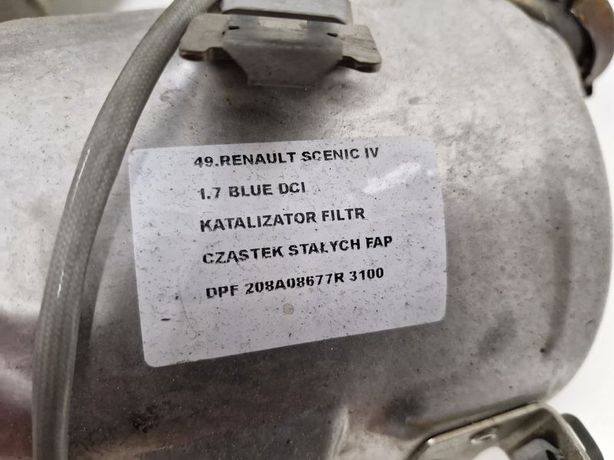 49.RENAULT SCENIC IV
1.7 BLUE DCI
KATALIZATOR FILTR
CZĄSTEK STAŁYCH FAP
DPF 208A08677R 3100